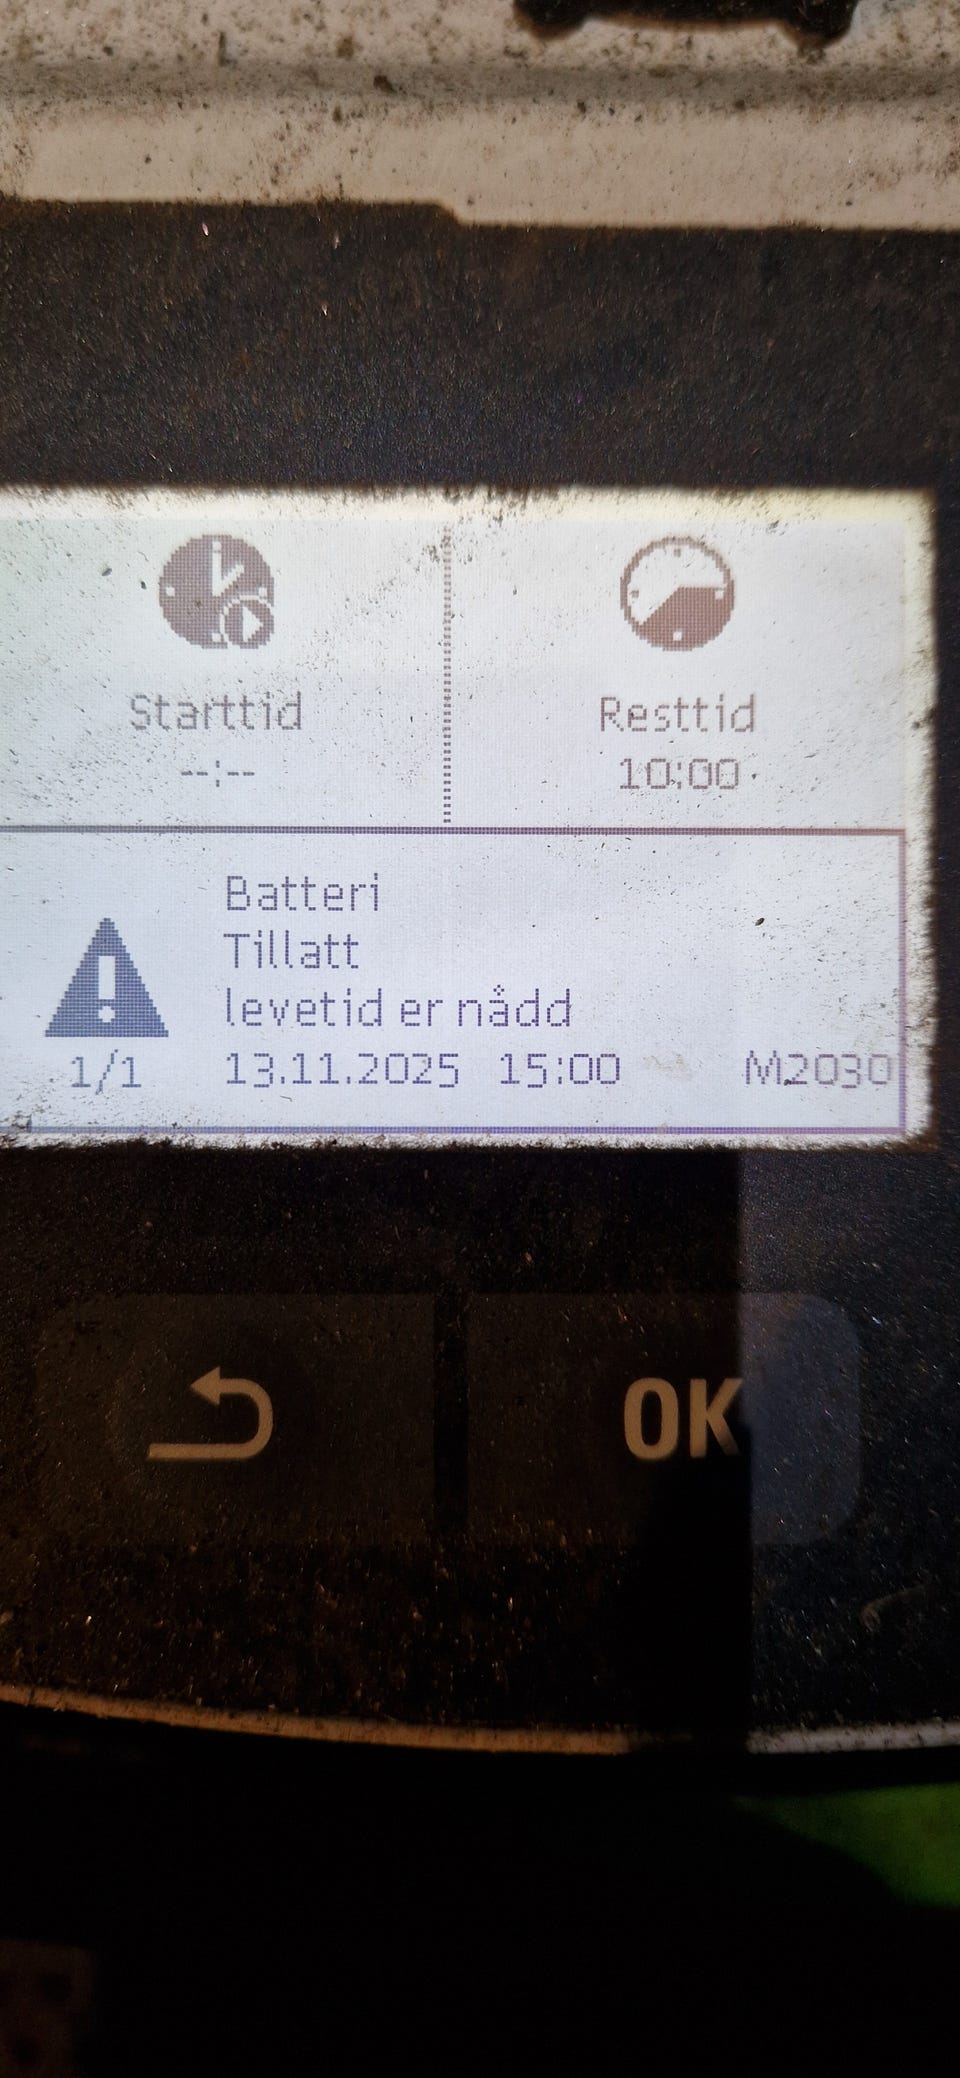 Starttid
--:--
Resttid
10:00
Batteri
Tillatt
levetid er nådd
1/1 13.11.2025 15:00 M2030
OK